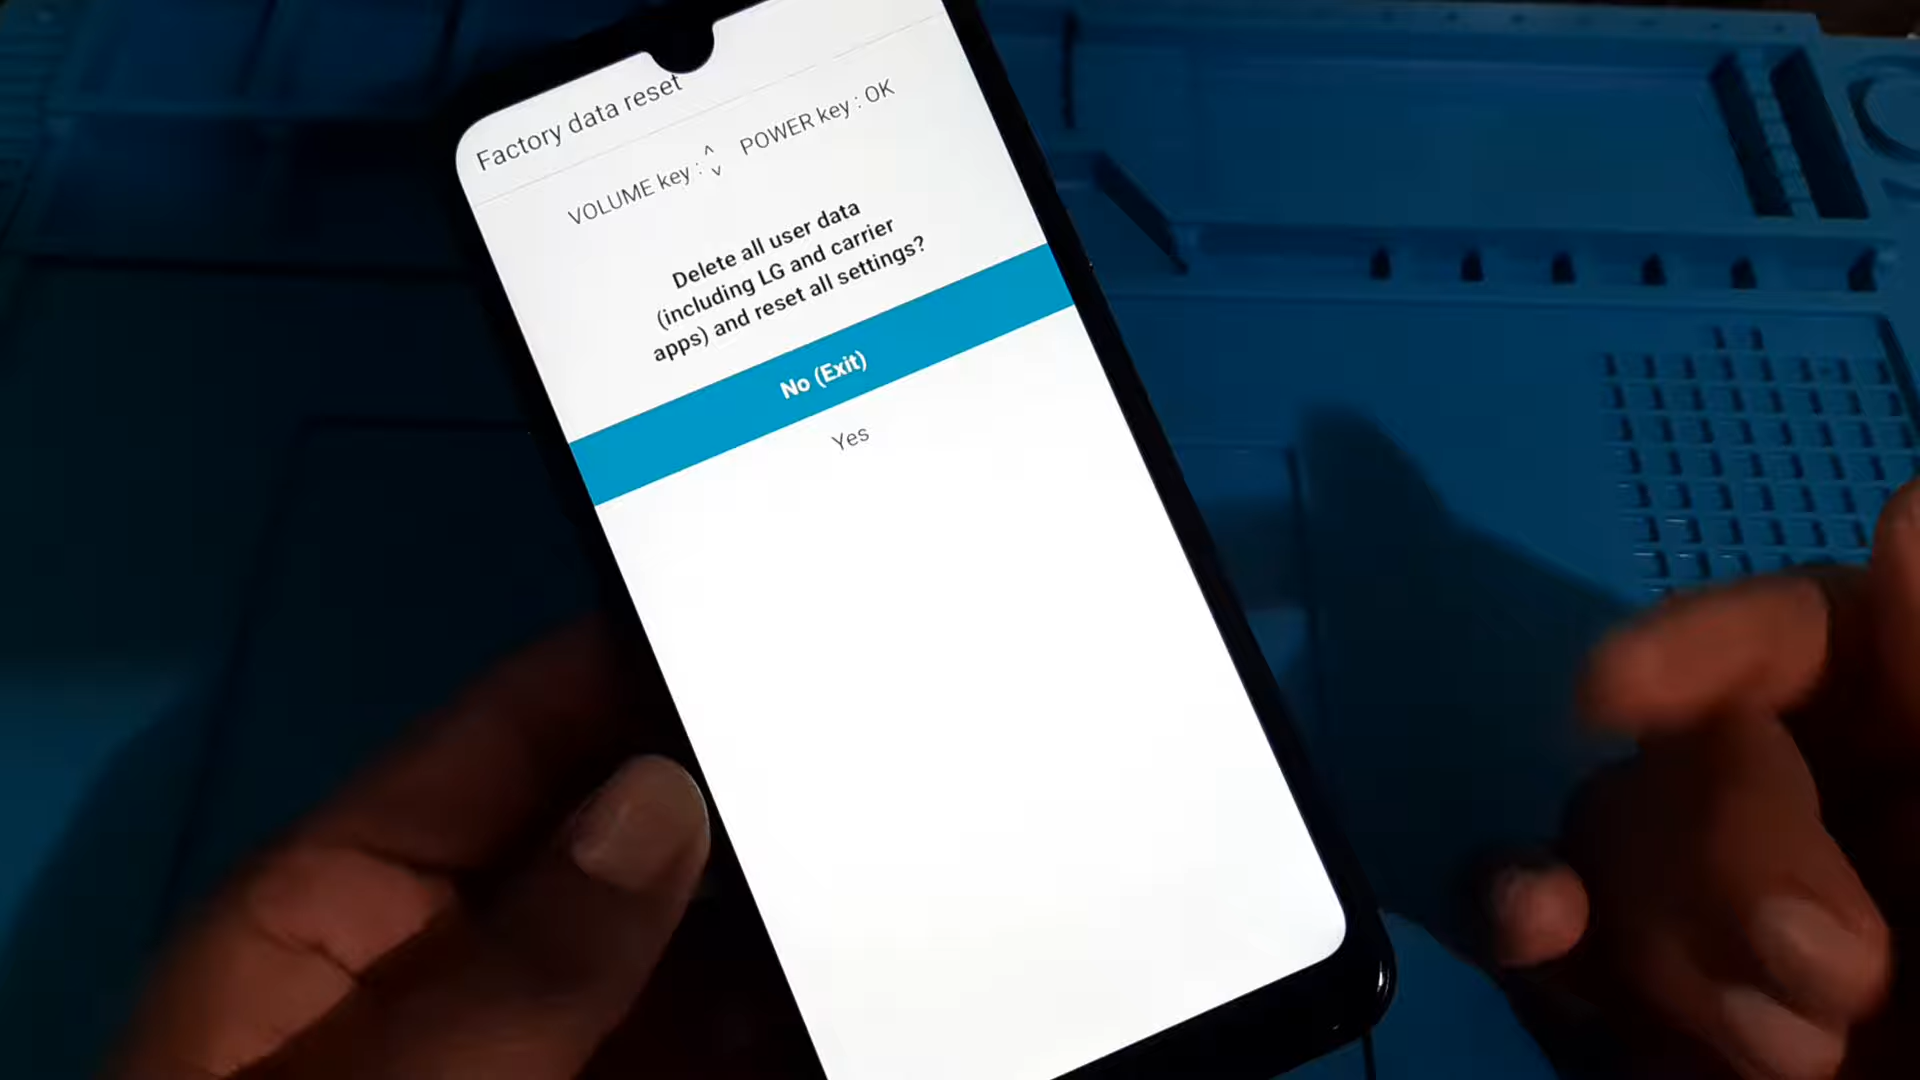 Factory data reset
VOLUME key : ^ v POWER key : OK
Delete all user data
(including LG and carrier
apps) and reset all settings?
No (Exit)
Yes